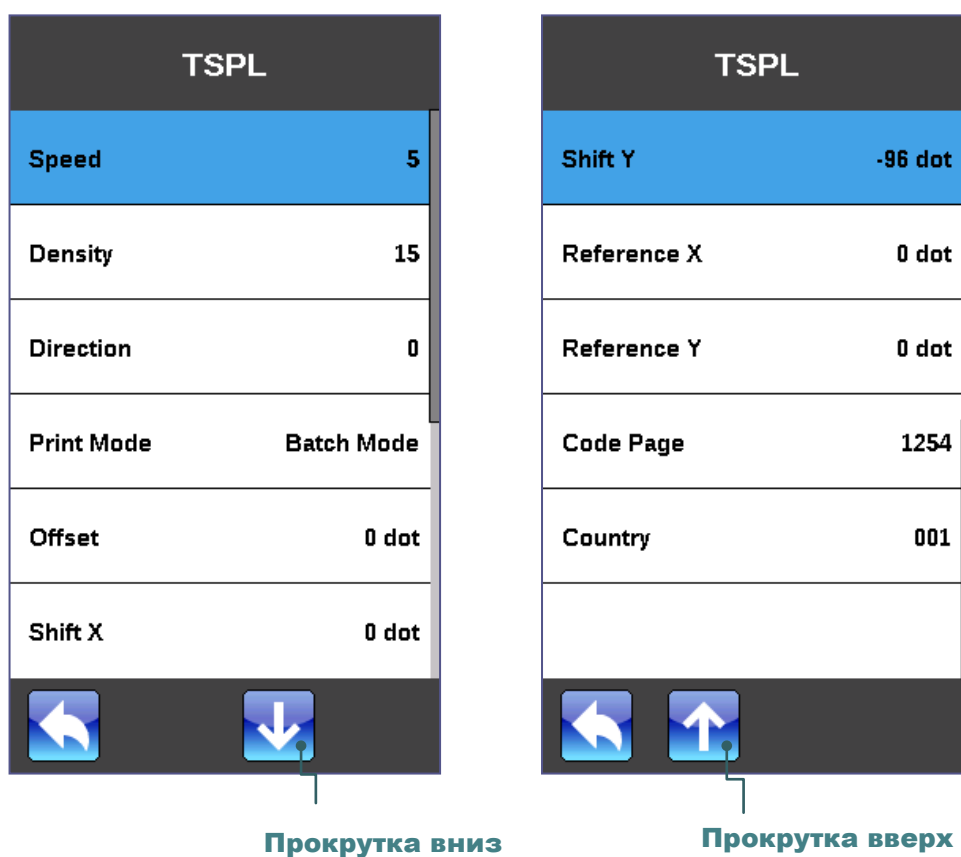 TSPL
Speed 5
Density 15
Direction 0
Print Mode Batch Mode
Offset 0 dot
Shift X 0 dot
Прокрутка вниз
TSPL
Shift Y -96 dot
Reference X 0 dot
Reference Y 0 dot
Code Page 1254
Country 001
Прокрутка вверх